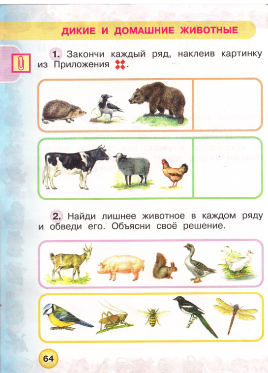 ДИКИЕ И ДОМАШНИЕ ЖИВОТНЫЕ
1. Закончи каждый ряд, наклеив картинку
из Приложения
2. Найди лишнее животное в каждом ряду
и обведи его. Объясни своё решение.
64